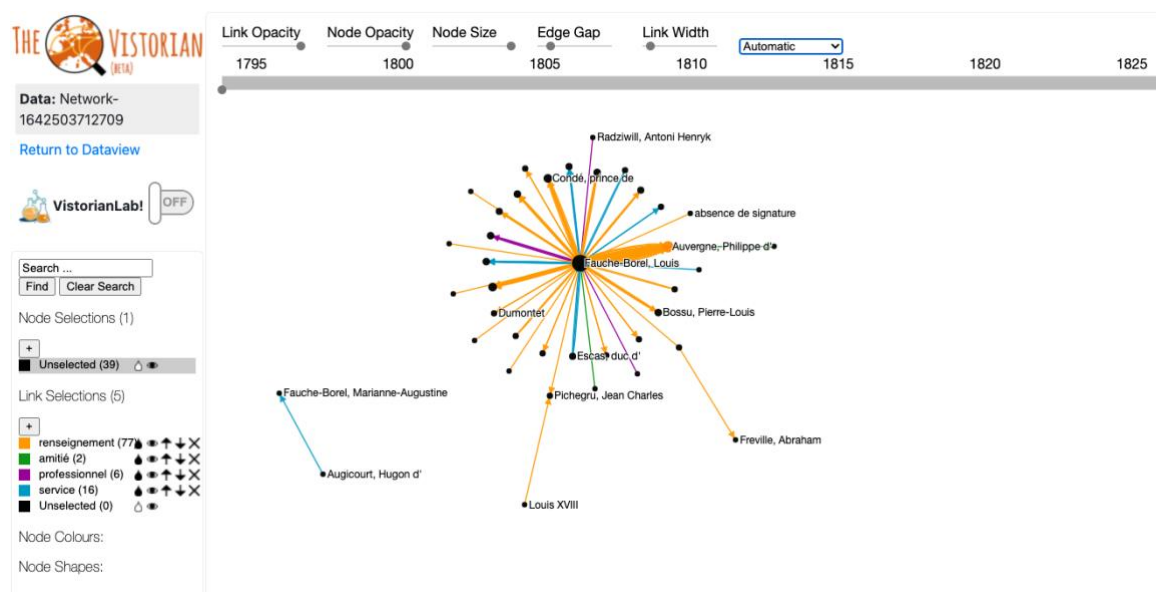 THE VISTORIAN
(BETA)
Data: Network-
1642503712709
Return to Dataview
VistorianLab! OFF
Search ...
Find Clear Search
Node Selections (1)
+
Unselected (39)
Link Selections (5)
+
renseignement (77)
amitié (2)
professionnel (6)
service (16)
Unselected (0)
Node Colours:
Node Shapes:
Link Opacity Node Opacity Node Size Edge Gap Link Width Automatic
1795 1800 1805 1810 1815 1820 1825
Radziwill, Antoni Henryk
Condé, prince de
absence de signature
Auvergne, Philippe d'
Fauche-Borel, Louis
Dumontet
Bossu, Pierre-Louis
Escas, duc d'
Fauche-Borel, Marianne-Augustine
Pichegru, Jean Charles
Freville, Abraham
Augicourt, Hugon d'
Louis XVIII